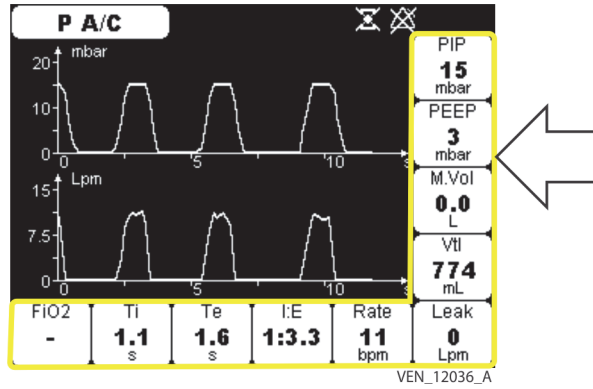 P A/C
mbar
20
10
0
0
5
10
s
Lpm
15
7.5
0
0
5
10
s
PIP
15
mbar
PEEP
3
mbar
M.Vol
0.0
L
Vtl
774
mL
FiO2 Ti Te I:E Rate Leak
- 1.1 1.6 1:3.3 11 0
s s bpm Lpm
VEN_12036_A